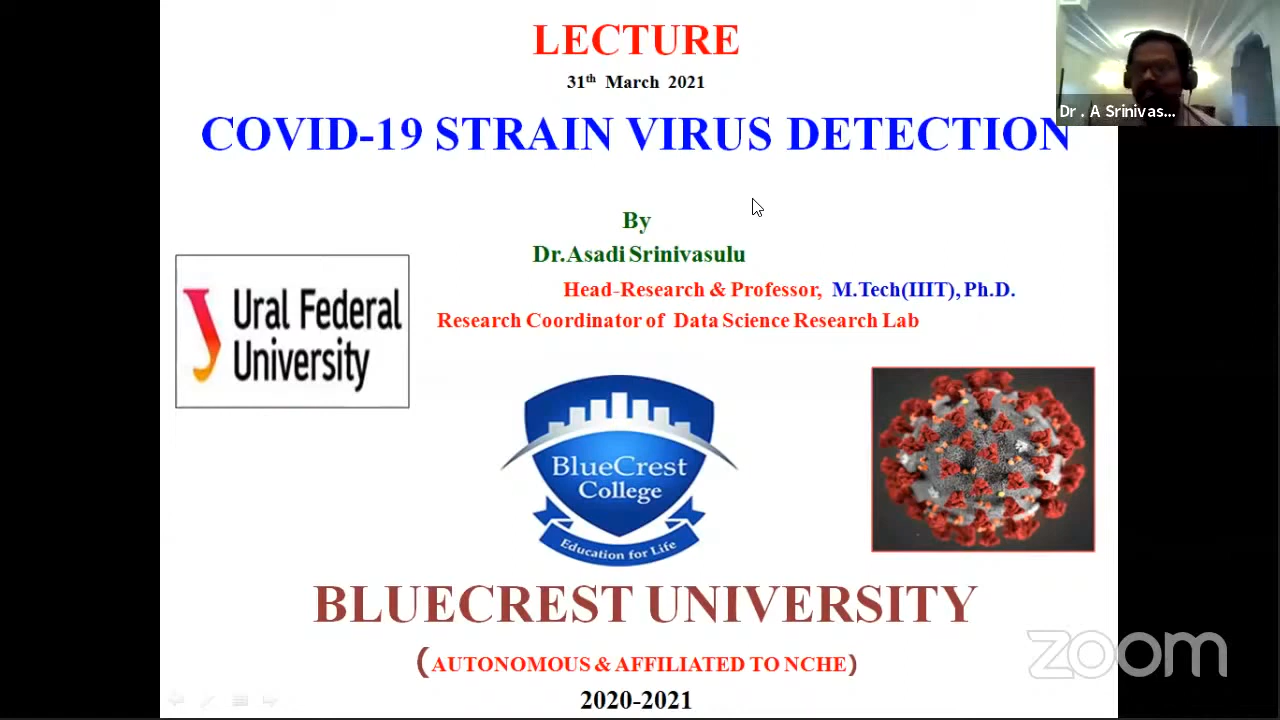 LECTURE
31th March 2021
COVID-19 STRAIN VIRUS DETECTION
Dr . A Srinivas...
By
Dr.Asadi Srinivasulu
Head-Research & Professor, M.Tech(IIIT), Ph.D.
Research Coordinator of Data Science Research Lab
Ural Federal
University
BlueCrest
College
Education for Life
BLUECREST UNIVERSITY
(AUTONOMOUS & AFFILIATED TO NCHE)
2020-2021
zoom